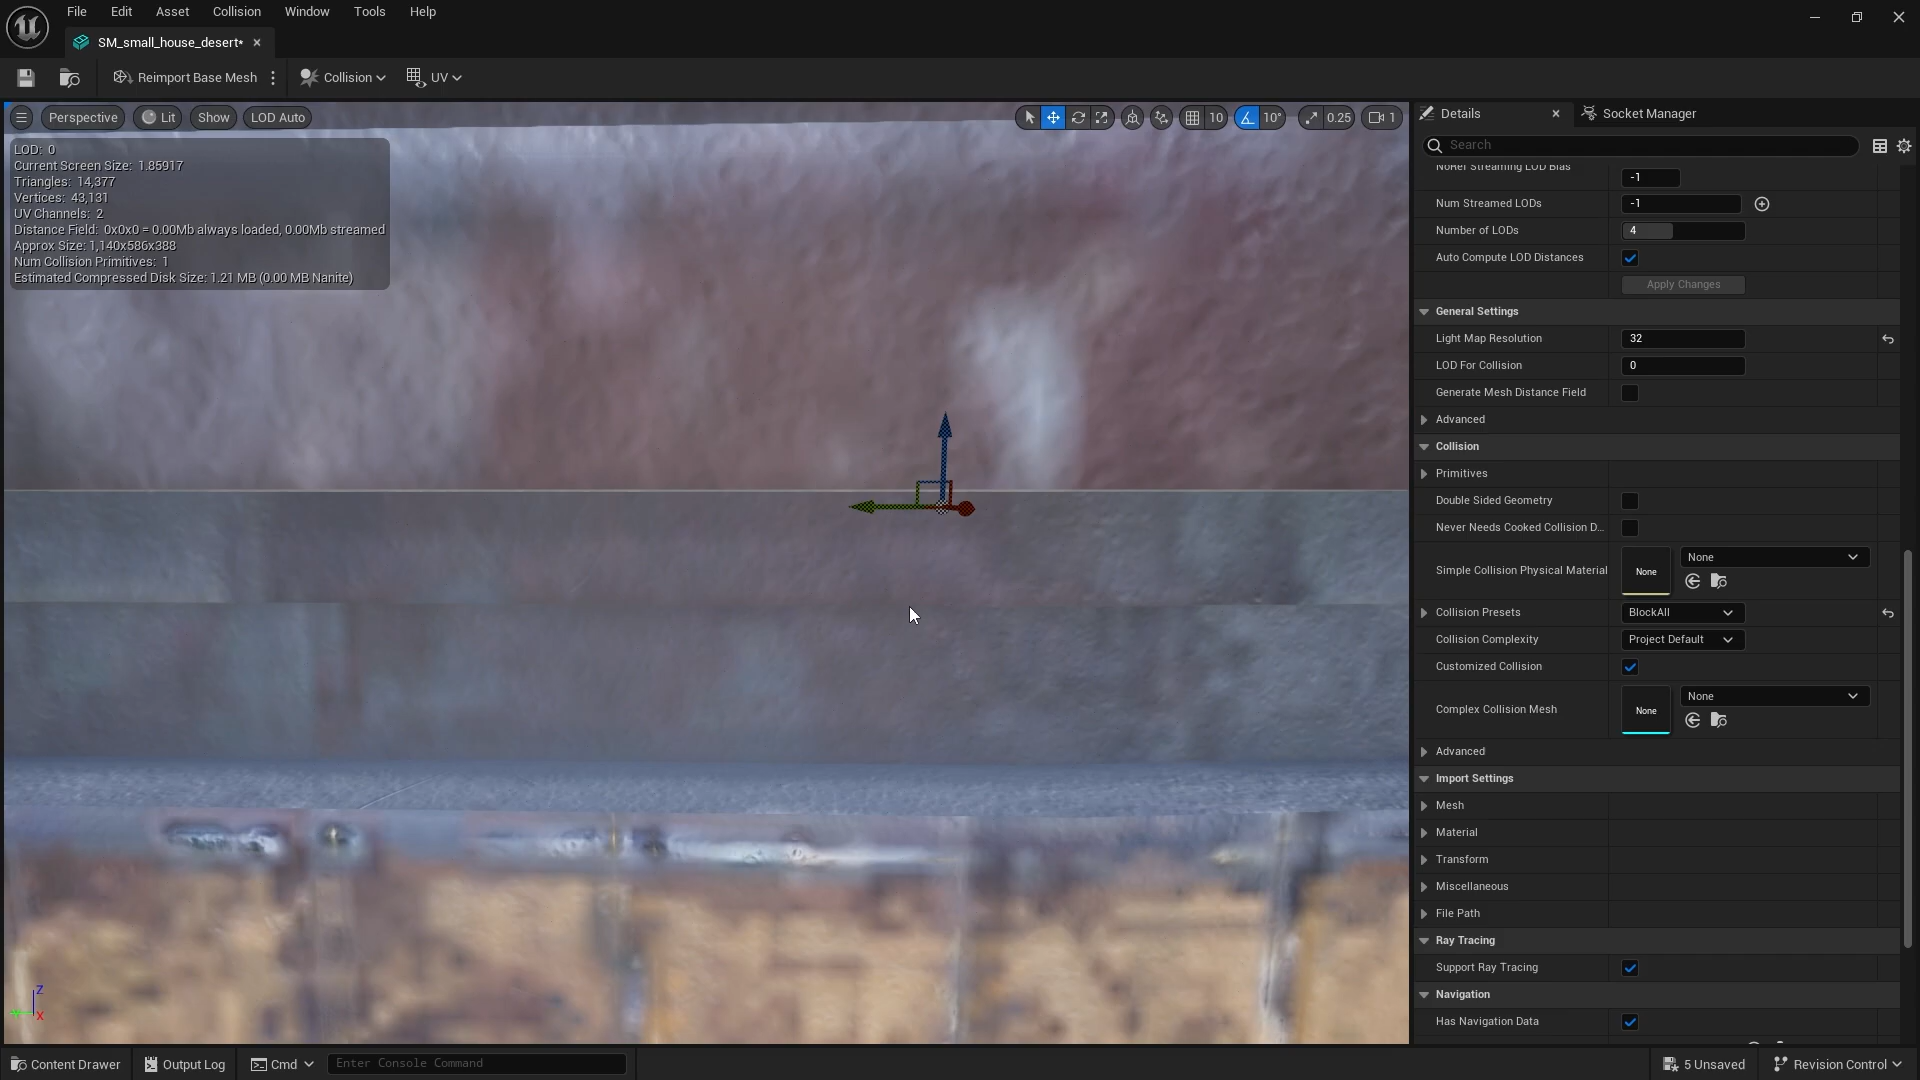 File Edit Asset Collision Window Tools Help
SM_small_house_desert*
Reimport Base Mesh Collision UV
Perspective Lit Show LOD Auto 10 10° 0.25 1
LOD: 0
Current Screen Size: 1.85917
Triangles: 14,377
Vertices: 43,131
UV Channels: 2
Distance Field: 0x0x0 = 0.00Mb always loaded, 0.00Mb streamed
Approx Size: 1,140x586x388
Num Collision Primitives: 1
Estimated Compressed Disk Size: 1.21 MB (0.00 MB Nanite)
Z
X
Details Socket Manager
Search
NoRef Streaming LOD Bias -1
Num Streamed LODs -1
Number of LODs 4
Auto Compute LOD Distances
Apply Changes
General Settings
Light Map Resolution 32
LOD For Collision 0
Generate Mesh Distance Field
Advanced
Collision
Primitives
Double Sided Geometry
Never Needs Cooked Collision D...
Simple Collision Physical Material None None
Collision Presets BlockAll
Collision Complexity Project Default
Customized Collision
Complex Collision Mesh None None
Advanced
Import Settings
Mesh
Material
Transform
Miscellaneous
File Path
Ray Tracing
Support Ray Tracing
Navigation
Has Navigation Data
Content Drawer Output Log Cmd Enter Console Command 5 Unsaved Revision Control